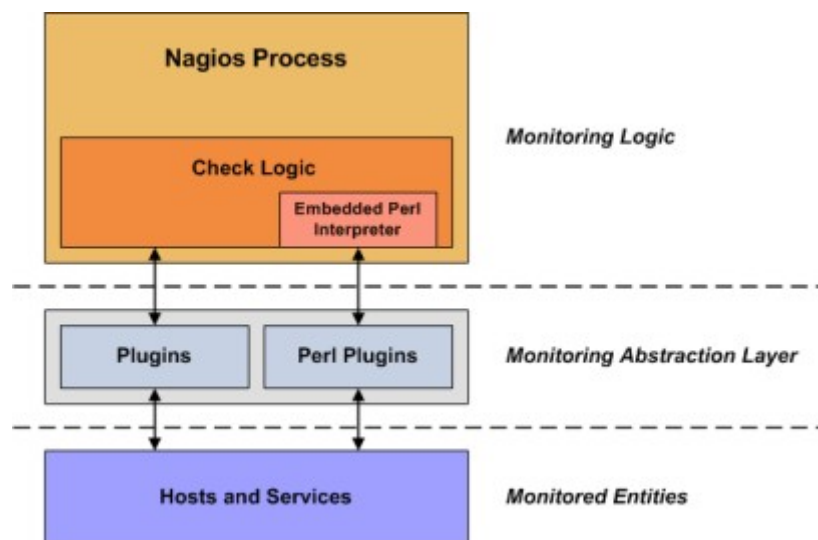 Nagios Process
Monitoring Logic
Check Logic
Embedded Perl
Interpreter
Plugins
Perl Plugins
Monitoring Abstraction Layer
Hosts and Services
Monitored Entities